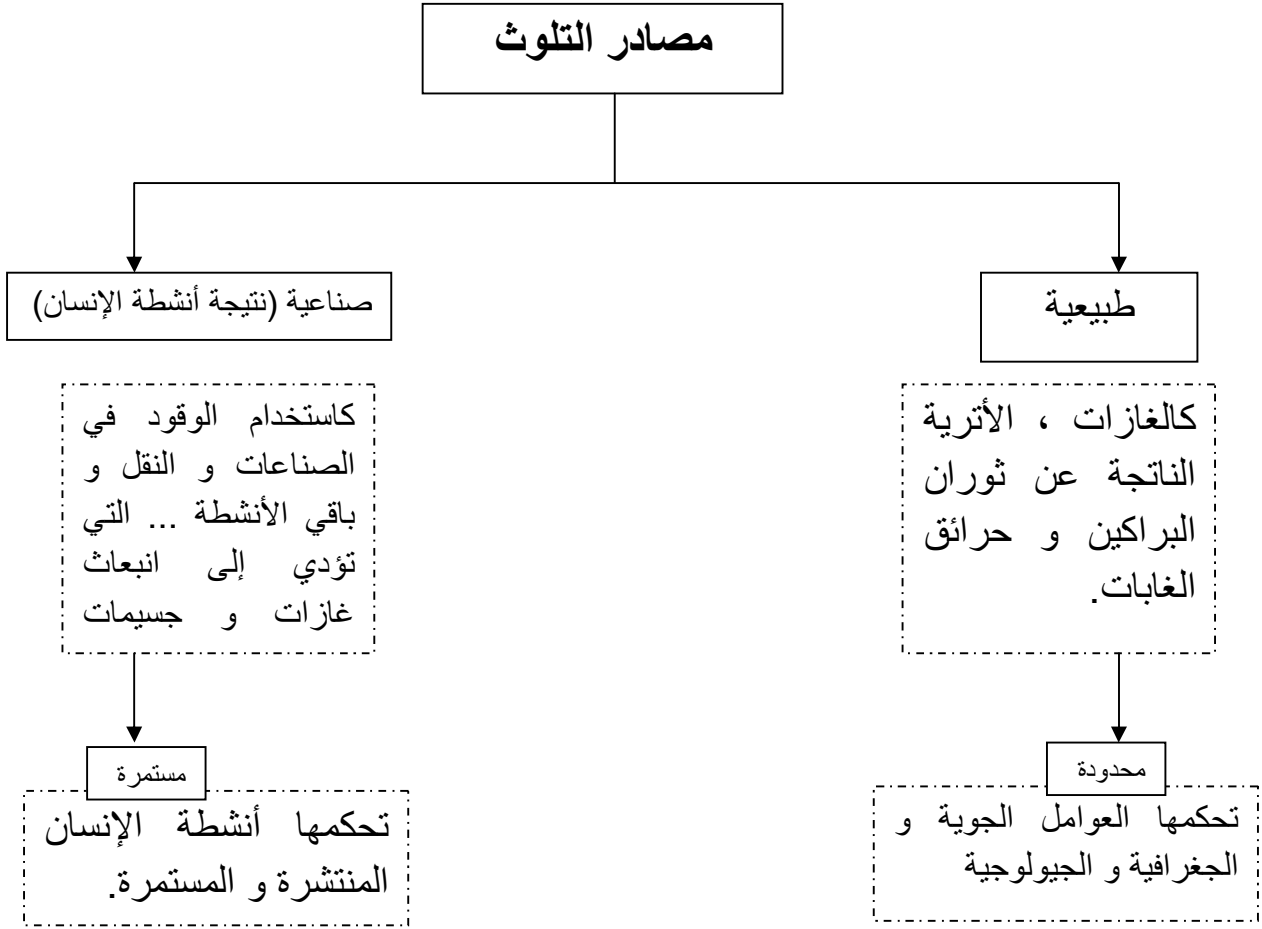 مصادر التلوث
طبيعية
كالغازات ، الأترية
الناتجة عن ثوران
البراكين و حرائق
الغابات.
محدودة
تحكمها العوامل الجوية و
الجغرافية و الجيولوجية
صناعية (نتيجة أنشطة الإنسان)
كاستخدام الوقود في
الصناعات و النقل و
باقي الأنشطة ... التي
تؤدي إلى انبعاث
غازات و جسيمات
مستمرة
تحكمها أنشطة الإنسان
المنتشرة و المستمرة.